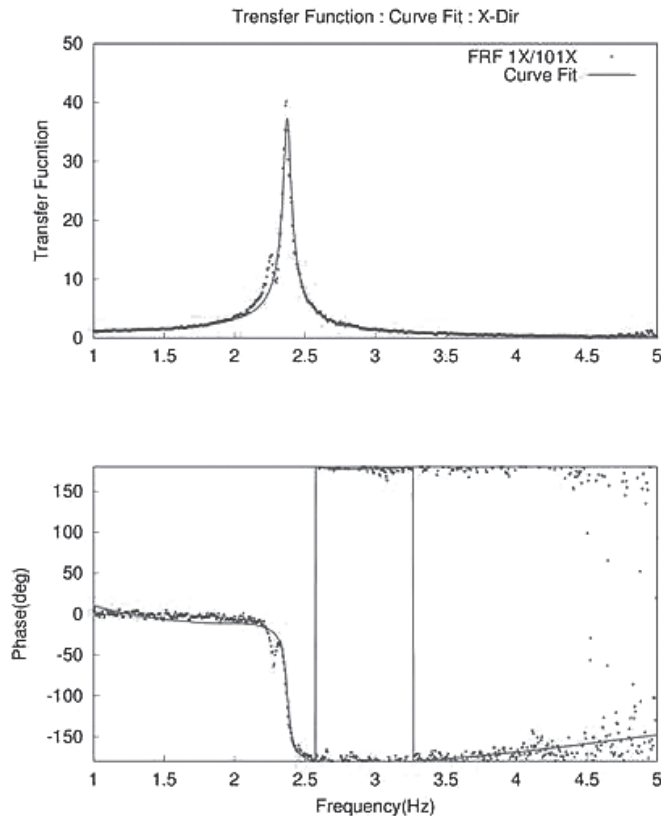 Trensfer Function : Curve Fit : X-Dir
50
40
30
20
10
0
Transfer Fucntion
FRF 1X/101X
Curve Fit
1 1.5 2 2.5 3 3.5 4 4.5 5
150
100
50
0
-50
-100
-150
Phase(deg)
1 1.5 2 2.5 3 3.5 4 4.5 5
Frequency(Hz)